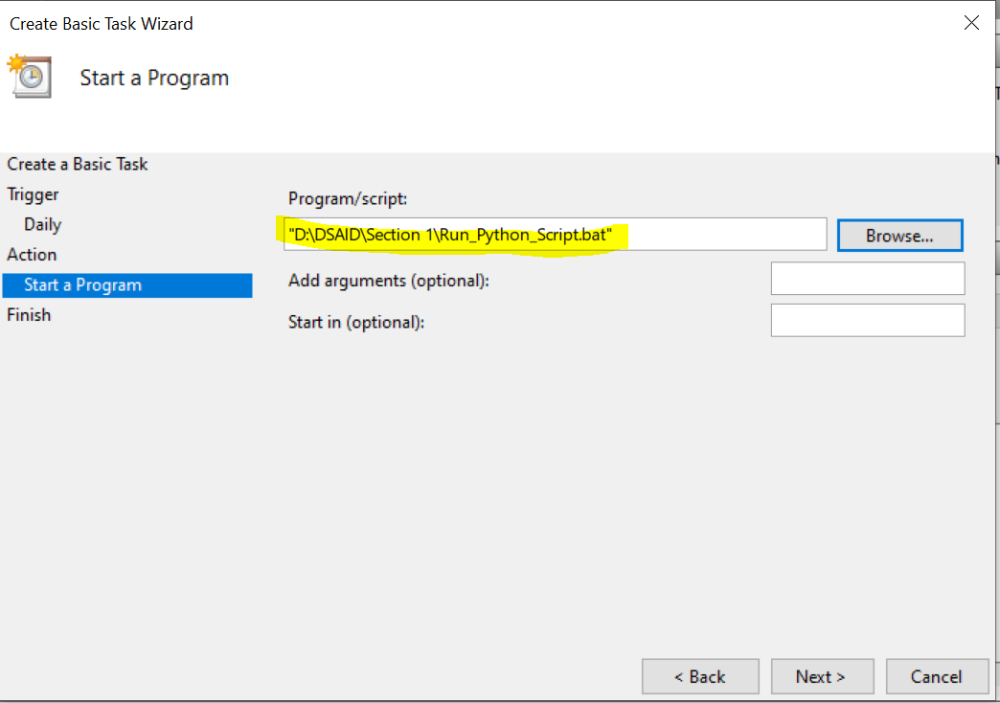 Create Basic Task Wizard
Start a Program
Create a Basic Task
Trigger
Daily
Action
Start a Program
Finish
Program/script:
"D:\DSAID\Section 1\Run_Python_Script.bat"
Browse...
Add arguments (optional):
Start in (optional):
< Back
Next >
Cancel